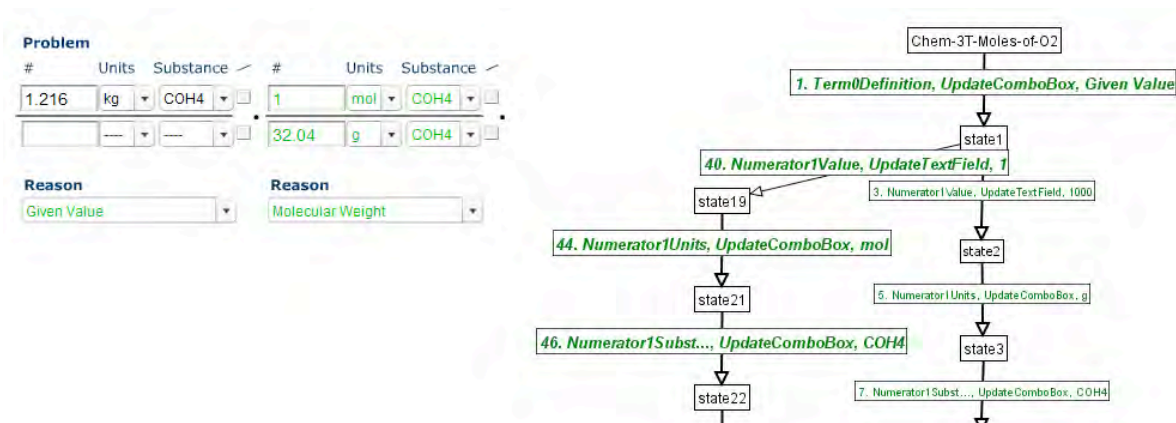 Problem
# Units Substance # Units Substance
1.216 kg COH4 1 mol COH4
---- ---- 32.04 g COH4
Reason Reason
Given Value Molecular Weight
Chem-3T-Moles-of-O2
1. Term0Definition, UpdateComboBox, Given Value
state1
40. Numerator1Value, UpdateTextField, 1
3. Numerator1Value, UpdateTextField, 1000
state19
44. Numerator1Units, UpdateComboBox, mol
state2
state21
5. Numerator1Units, UpdateComboBox, g
46. Numerator1Subst..., UpdateComboBox, COH4
state3
state22
7. Numerator1Subst..., UpdateComboBox, COH4